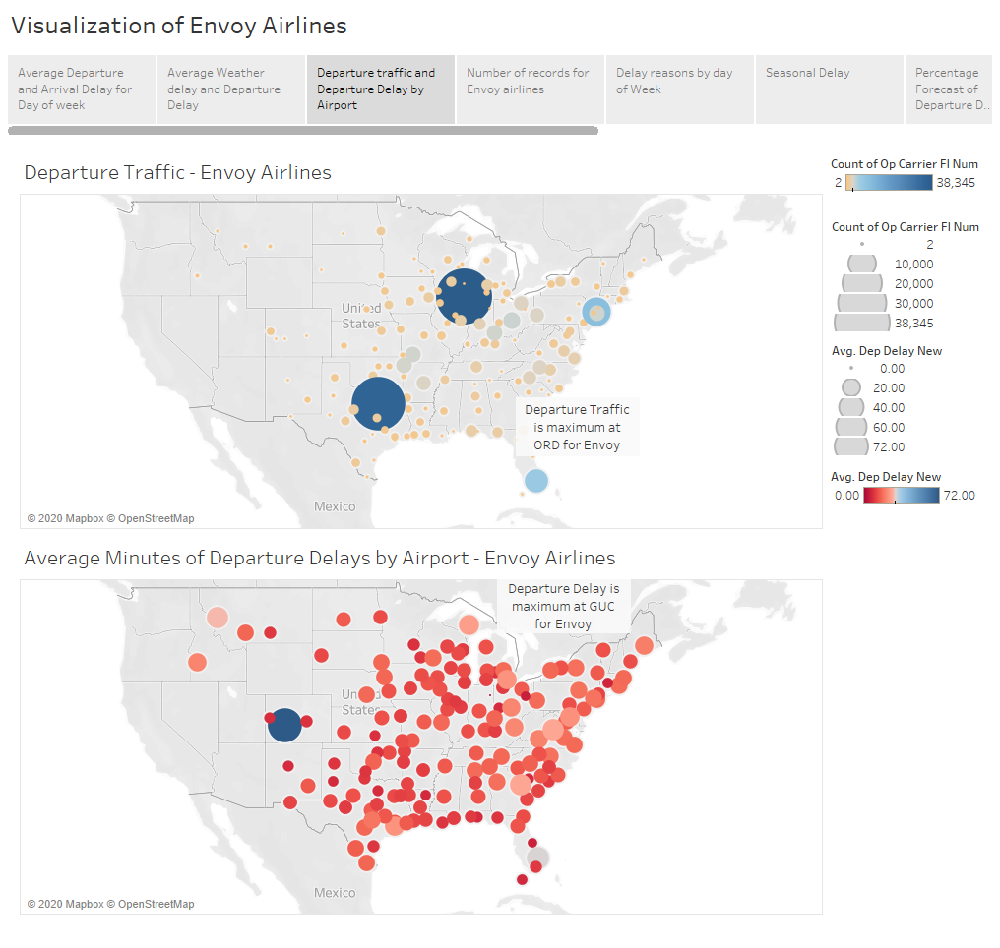 Visualization of Envoy Airlines
Average Departure
and Arrival Delay for
Day of week
Average Weather
delay and Departure
Delay
Departure traffic and
Departure Delay by
Airport
Number of records for
Envoy airlines
Delay reasons by day
of Week
Seasonal Delay
Percentage
Forecast of
Departure D..
Departure Traffic - Envoy Airlines
United
States
Departure Traffic
is maximum at
ORD for Envoy
Mexico
© 2020 Mapbox © OpenStreetMap
Count of Op Carrier Fl Num
2 38,345
Count of Op Carrier Fl Num
2
10,000
20,000
30,000
38,345
Avg. Dep Delay New
0.00
20.00
40.00
60.00
72.00
Avg. Dep Delay New
0.00 72.00
Average Minutes of Departure Delays by Airport - Envoy Airlines
Departure Delay is
maximum at GUC
for Envoy
United
States
Mexico
© 2020 Mapbox © OpenStreetMap